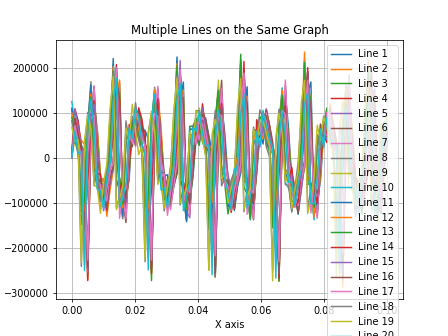 Multiple Lines on the Same Graph
200000
100000
0
−100000
−200000
−300000
0.00
0.02
0.04
0.06
X axis
Line 1
Line 2
Line 3
Line 4
Line 5
Line 6
Line 7
Line 8
Line 9
Line 10
Line 11
Line 12
Line 13
Line 14
Line 15
Line 16
Line 17
Line 18
Line 19
Line 20